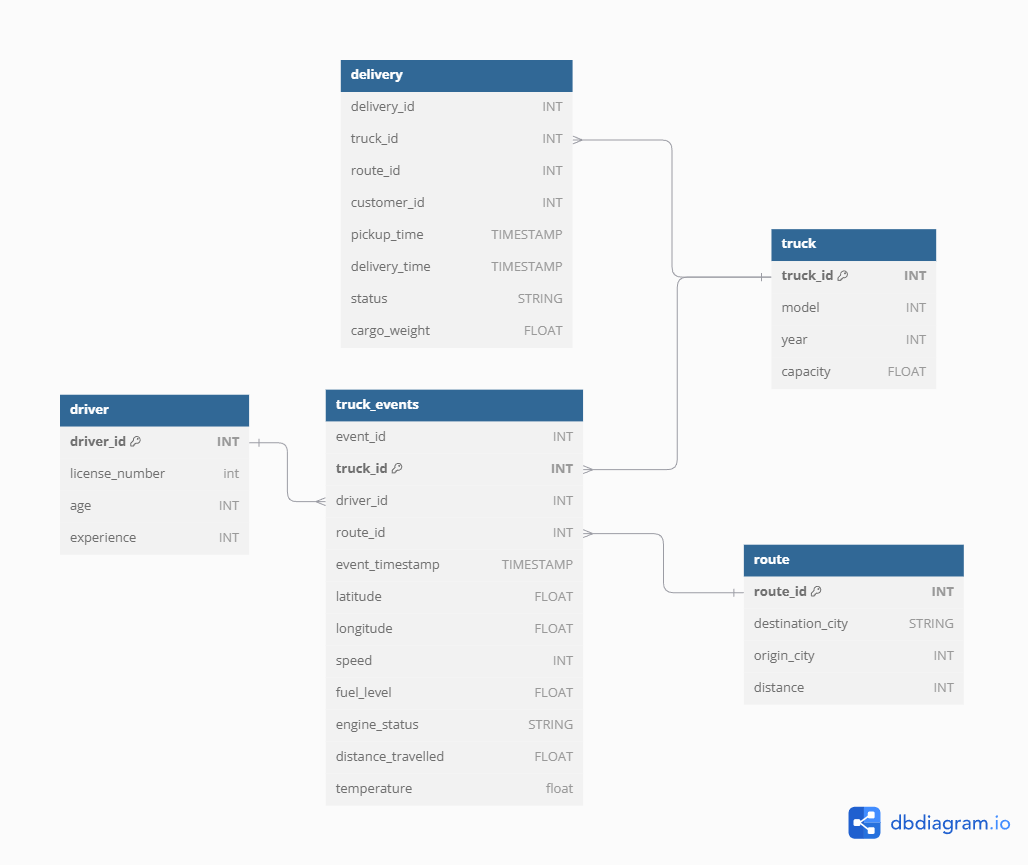 delivery
delivery_id INT
truck_id INT
route_id INT
customer_id INT
pickup_time TIMESTAMP
delivery_time TIMESTAMP
status STRING
cargo_weight FLOAT
truck
truck_id INT
model INT
year INT
capacity FLOAT
driver
driver_id INT
license_number int
age INT
experience INT
truck_events
event_id INT
truck_id INT
driver_id INT
route_id INT
event_timestamp TIMESTAMP
latitude FLOAT
longitude FLOAT
speed INT
fuel_level FLOAT
engine_status STRING
distance_travelled FLOAT
temperature float
route
route_id INT
destination_city STRING
origin_city INT
distance INT
dbdiagram.io